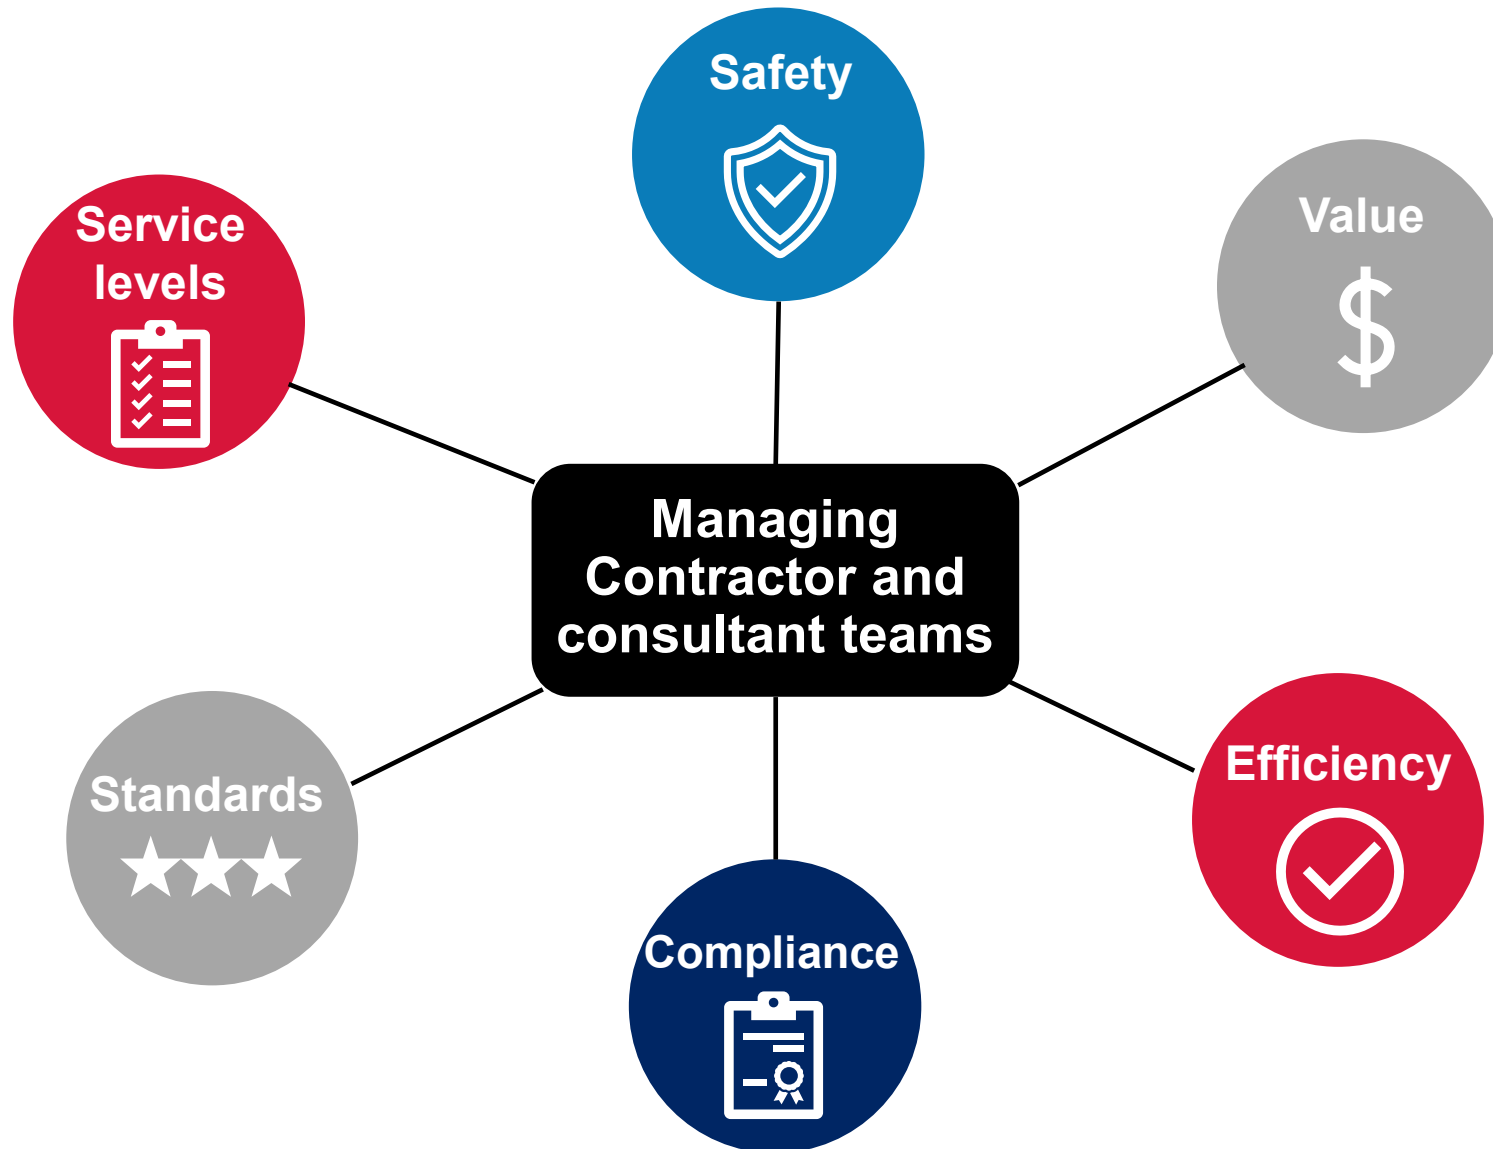 Safety
Service
levels
Value
$
Managing
Contractor and
consultant teams
Standards
Efficiency
Compliance